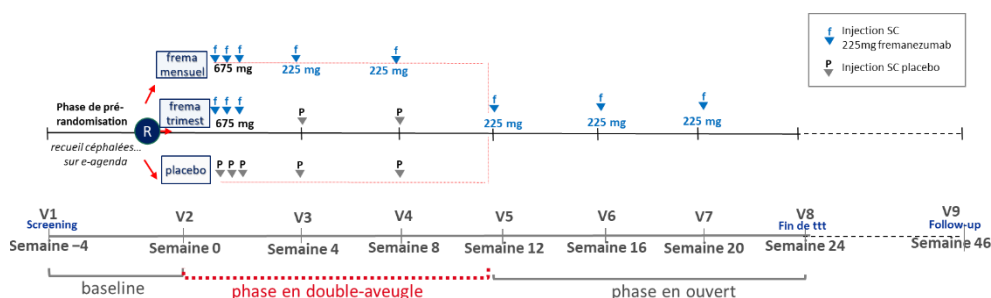 f f f
frema
mensuel
675 mg
f
225 mg
f
225 mg
f Injection SC
225mg fremanezumab
P Injection SC placebo
Phase de pré-
randomisation
R
recueil céphalées...
sur e-agenda
frema
trimest
f f f
675 mg
P
P
f
225 mg
f
225 mg
f
225 mg
placebo
P P P
P
P
V1
Screening
Semaine –4
V2
Semaine 0
V3
Semaine 4
V4
Semaine 8
V5
Semaine 12
V6
Semaine 16
V7
Semaine 20
V8
Fin de ttt
Semaine 24
V9
Follow-up
Semaine 46
baseline
phase en double-aveugle
phase en ouvert